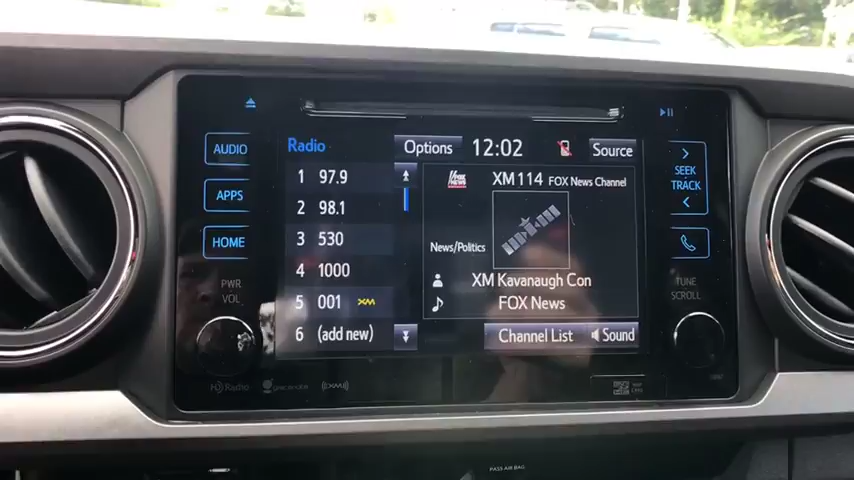 AUDIO
APPS
HOME
PWR
VOL
HD Radio
Radio
Options
12:02
Source
1 97.9
2 98.1
3 530
4 1000
5 001 XM
6 (add new)
FOX NEWS
XM114 FOX News Channel
News/Politics
XM Kavanaugh Con
FOX News
Channel List
Sound
SEEK
TRACK
TUNE
SCROLL
((XM))
PASS AIR BAG